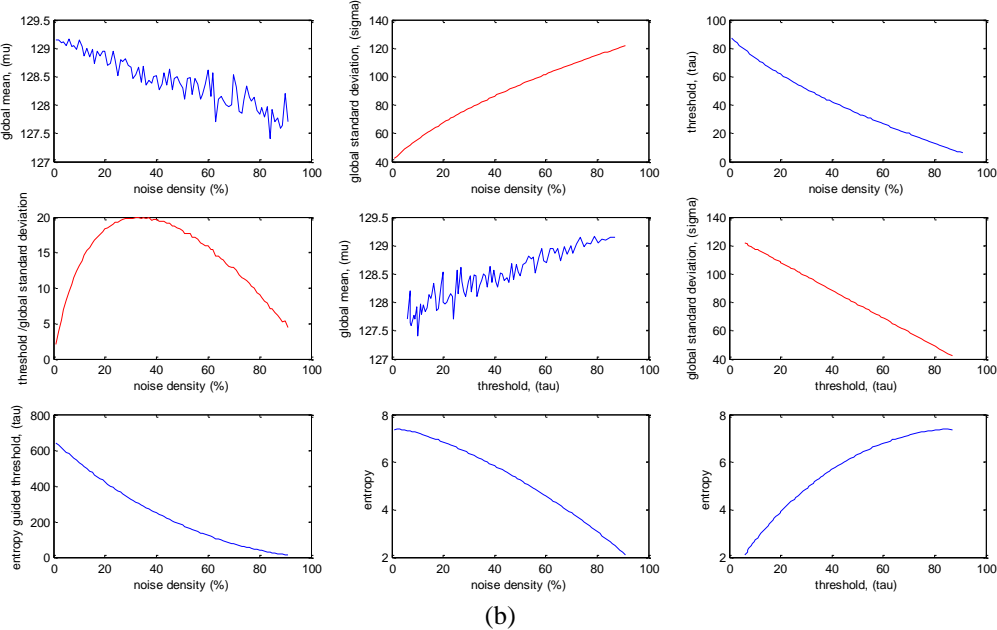 129.5
129
128.5
128
127.5
127
global mean, (mu)
0 20 40 60 80 100
noise density (%)
140
120
100
80
60
40
global standard deviation, (sigma)
0 20 40 60 80 100
noise density (%)
100
80
60
40
20
0
threshold, (tau)
0 20 40 60 80 100
noise density (%)
20
15
10
5
0
threshold /global standard deviation
0 20 40 60 80 100
noise density (%)
129.5
129
128.5
128
127.5
127
global mean, (mu)
0 20 40 60 80 100
threshold, (tau)
140
120
100
80
60
40
global standard deviation, (sigma)
0 20 40 60 80 100
threshold, (tau)
800
600
400
200
0
entropy guided threshold, (tau)
0 20 40 60 80 100
noise density (%)
8
6
4
2
entropy
0 20 40 60 80 100
noise density (%)
8
6
4
2
entropy
0 20 40 60 80 100
threshold, (tau)
(b)